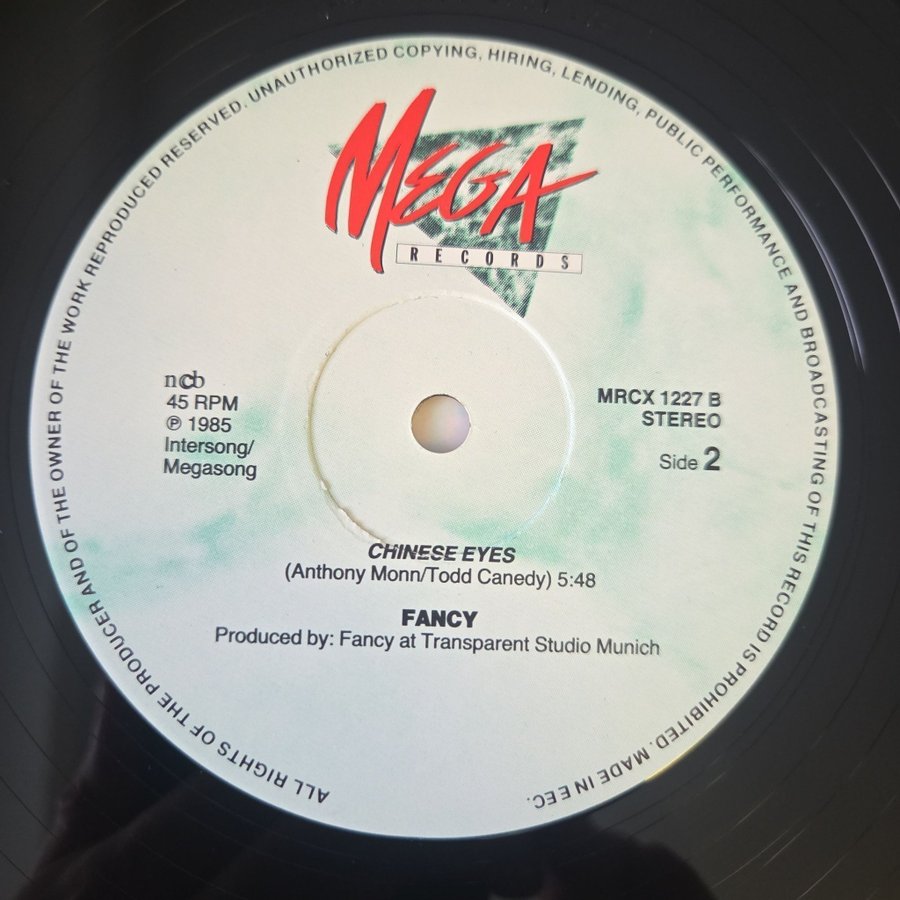 MEGA
RECORDS
ncb
45 RPM
℗ 1985
Intersong/
Megasong
MRCX 1227 B
STEREO
Side 2
CHINESE EYES
(Anthony Monn/Todd Canedy) 5:48
FANCY
Produced by: Fancy at Transparent Studio Munich
ALL RIGHTS OF THE PRODUCER AND OF THE OWNER OF THE WORK REPRODUCED RESERVED. UNAUTHORIZED COPYING, HIRING, LENDING, PUBLIC PERFORMANCE AND BROADCASTING OF THIS RECORD IS PROHIBITED. MADE IN EEC.